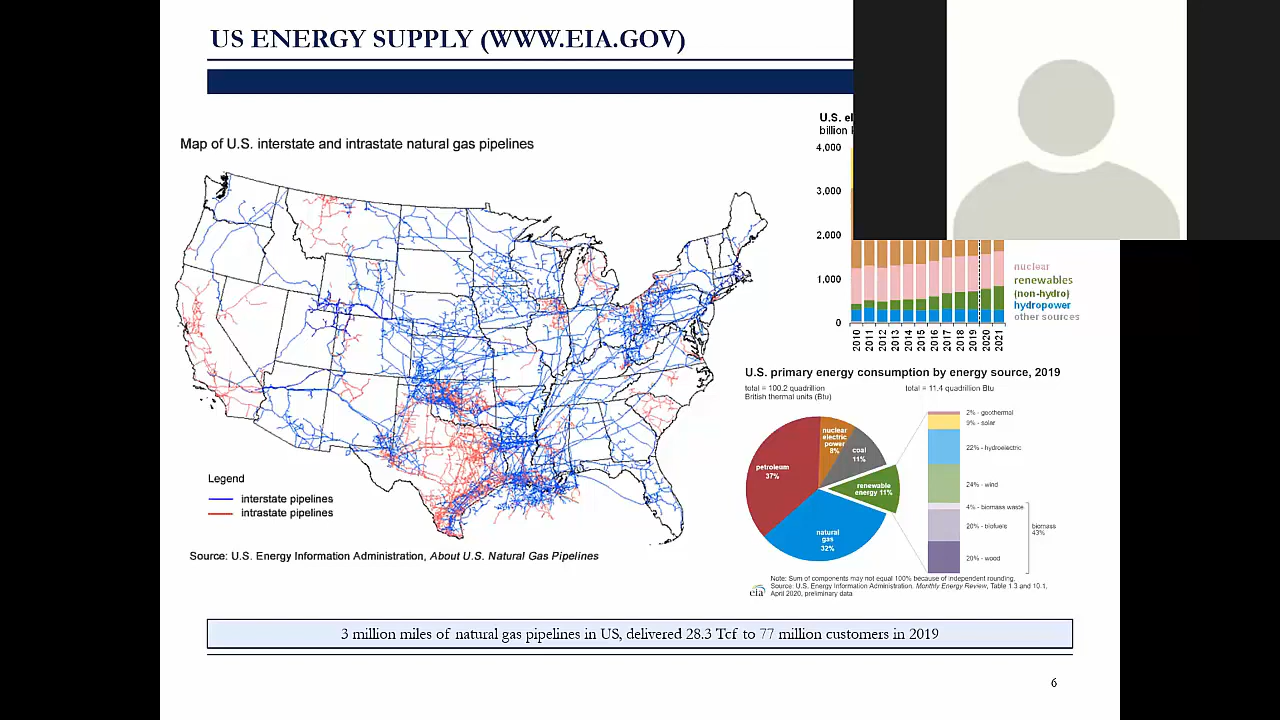 US ENERGY SUPPLY (WWW.EIA.GOV)
Map of U.S. interstate and intrastate natural gas pipelines
Legend
interstate pipelines
intrastate pipelines
Source: U.S. Energy Information Administration, About U.S. Natural Gas Pipelines
U.S.
billion
4,000
3,000
2,000
1,000
0
2010
2011
2012
2013
2014
2015
2016
2017
2018
2019
2020
2021
nuclear
renewables
(non-hydro)
hydropower
other sources
U.S. primary energy consumption by energy source, 2019
total = 100.2 quadrillion
British thermal units (Btu)
total = 11.4 quadrillion Btu
nuclear
electric
power
8%
coal
11%
petroleum
37%
renewable
energy 11%
natural
gas
32%
2% - geothermal
9% - solar
22% - hydroelectric
24% - wind
4% - biomass waste
20% - biofuels
20% - wood
biomass
43%
Note: Sum of components may not equal 100% because of independent rounding.
Source: U.S. Energy Information Administration, Monthly Energy Review, Table 1.3 and 10.1,
April 2020, preliminary data
eia
3 million miles of natural gas pipelines in US, delivered 28.3 Tcf to 77 million customers in 2019
6